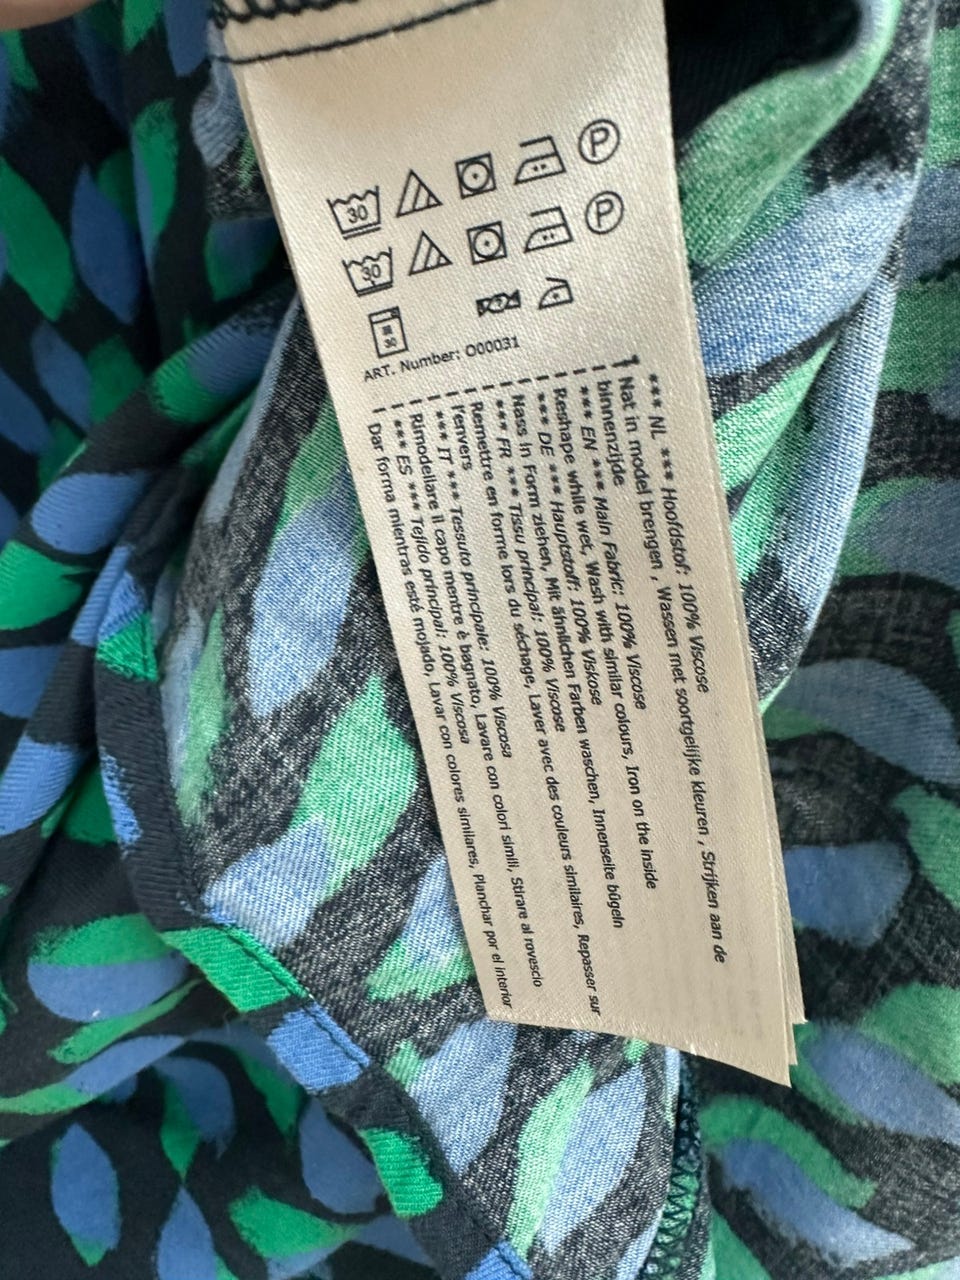 30 P
30 P
30
ART. Number: O00031
*** NL *** Hoofdstof: 100% Viscose
Nat in model brengen , Wassen met soortgelijke kleuren , Strijken aan de
binnenzijde
*** EN *** Main Fabric: 100% Viscose
Reshape while wet, Wash with similar colours, Iron on the inside
*** DE *** Hauptstoff: 100% Viskose
Nass in Form ziehen, Mit ähnlichen Farben waschen, Innenseite bügeln
*** FR *** Tissu principal: 100% Viscose
Remettre en forme lors du séchage, Laver avec des couleurs similaires, Repasser sur
l'envers
*** IT *** Tessuto principale: 100% Viscosa
Rimodellare il capo mentre è bagnato, Lavare con colori simili, Stirare al rovescio
*** ES *** Tejido principal: 100% Viscosa
Dar forma mientras esté mojado, Lavar con colores similares, Planchar por el interior